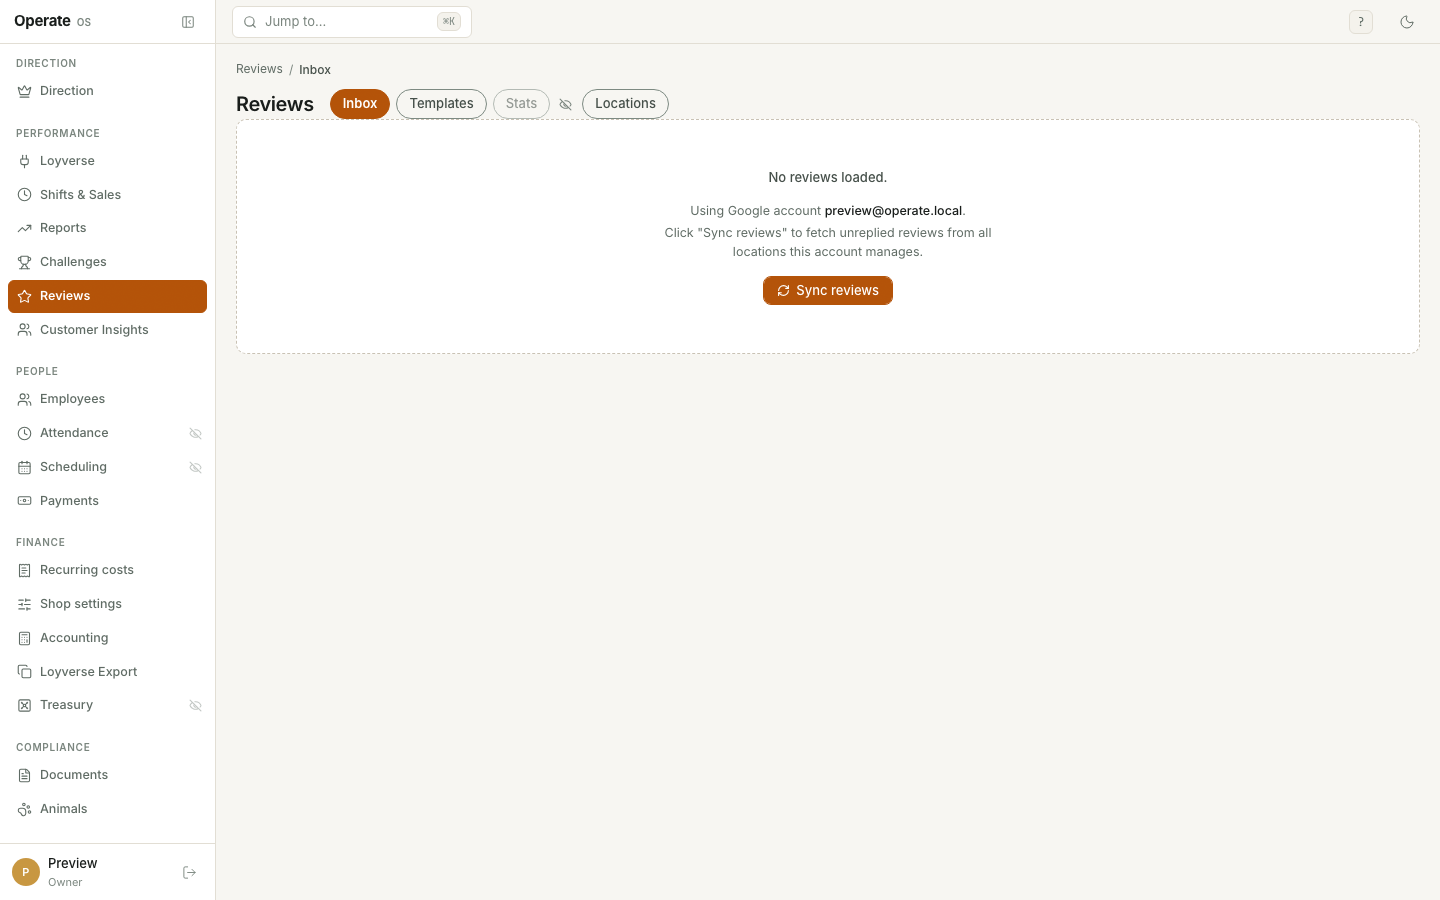 Operate OS
Jump to...
⌘K
?
DIRECTION
Direction
PERFORMANCE
Loyverse
Shifts & Sales
Reports
Challenges
Reviews
Customer Insights
PEOPLE
Employees
Attendance
Scheduling
Payments
FINANCE
Recurring costs
Shop settings
Accounting
Loyverse Export
Treasury
COMPLIANCE
Documents
Animals
P
Preview
Owner
Reviews / Inbox
Reviews
Inbox
Templates
Stats
Locations
No reviews loaded.
Using Google account preview@operate.local.
Click "Sync reviews" to fetch unreplied reviews from all
locations this account manages.
Sync reviews